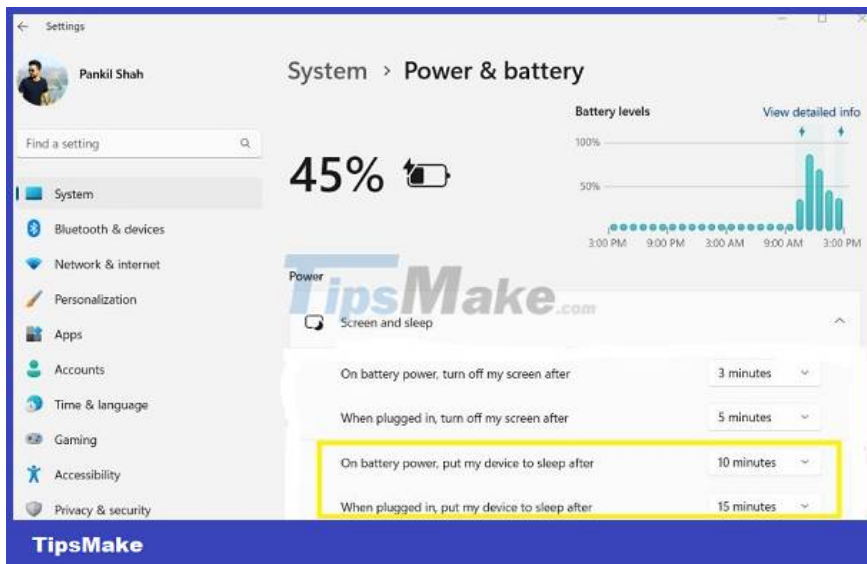 Settings
Pankil Shah
System > Power & battery
Battery levels
View detailed info
Find a setting
100%
45%
50%
System
Bluetooth & devices
3:00 PM 9:00 PM 3:00 AM 9:00 AM 3:00 PM
Network & internet
Power
TipsMake.com
Personalization
Screen and sleep
Apps
Accounts
On battery power, turn off my screen after
3 minutes
Time & language
When plugged in, turn off my screen after
5 minutes
Gaming
On battery power, put my device to sleep after
10 minutes
Accessibility
When plugged in, put my device to sleep after
15 minutes
Privacy & security
TipsMake